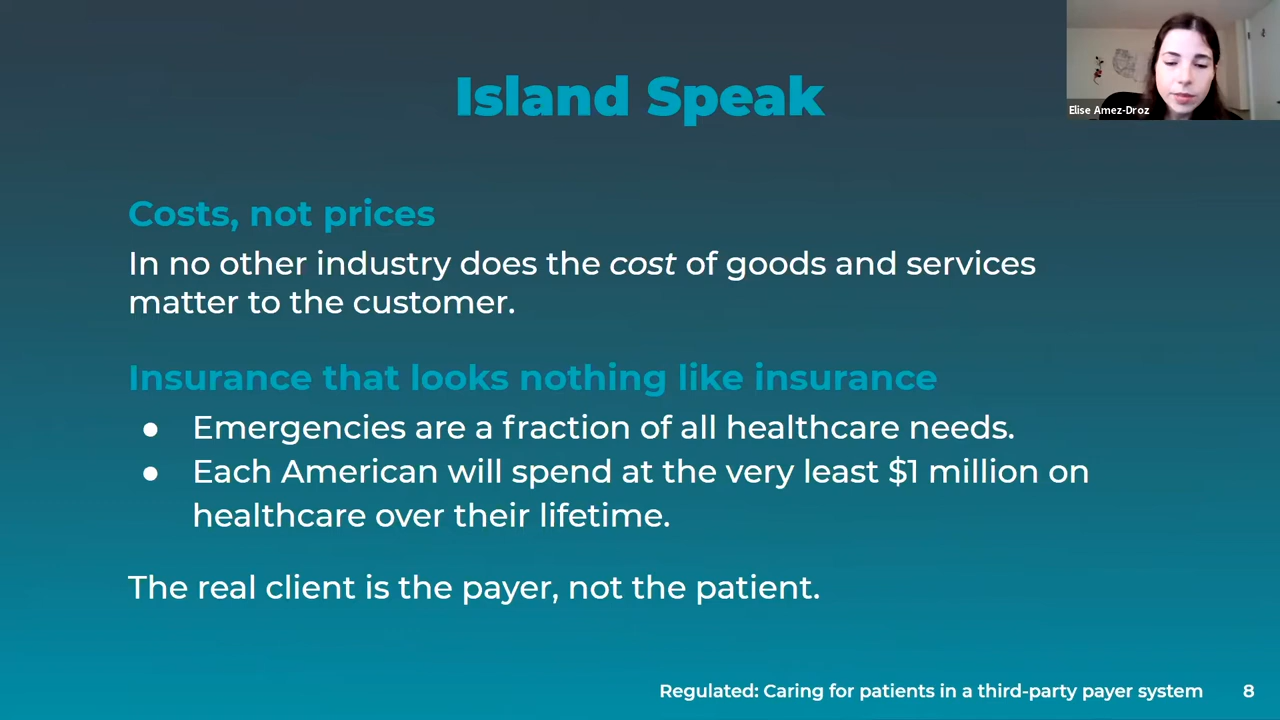 Island Speak
Elise Amez-Droz
Costs, not prices
In no other industry does the cost of goods and services
matter to the customer.
Insurance that looks nothing like insurance
● Emergencies are a fraction of all healthcare needs.
● Each American will spend at the very least $1 million on
healthcare over their lifetime.
The real client is the payer, not the patient.
Regulated: Caring for patients in a third-party payer system 8